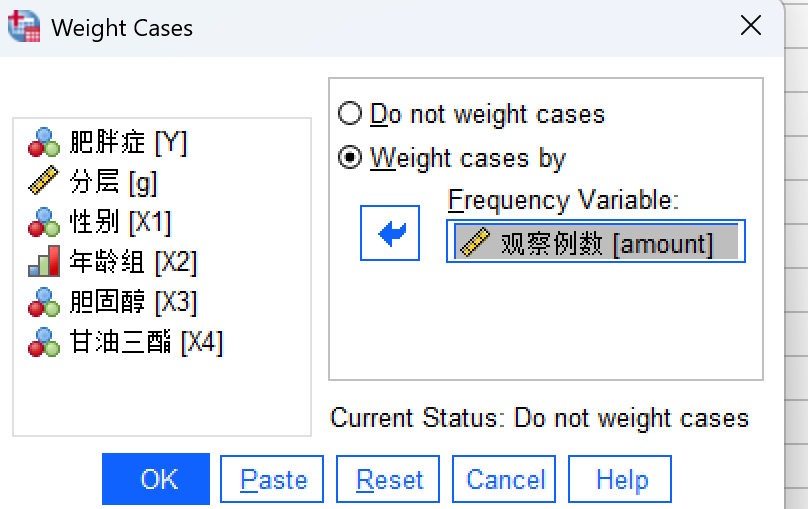 Weight Cases
肥胖症 [Y]
分层 [g]
性别 [X1]
年龄组 [X2]
胆固醇 [X3]
甘油三酯 [X4]
Do not weight cases
Weight cases by
Frequency Variable:
观察例数 [amount]
Current Status: Do not weight cases
OK Paste Reset Cancel Help